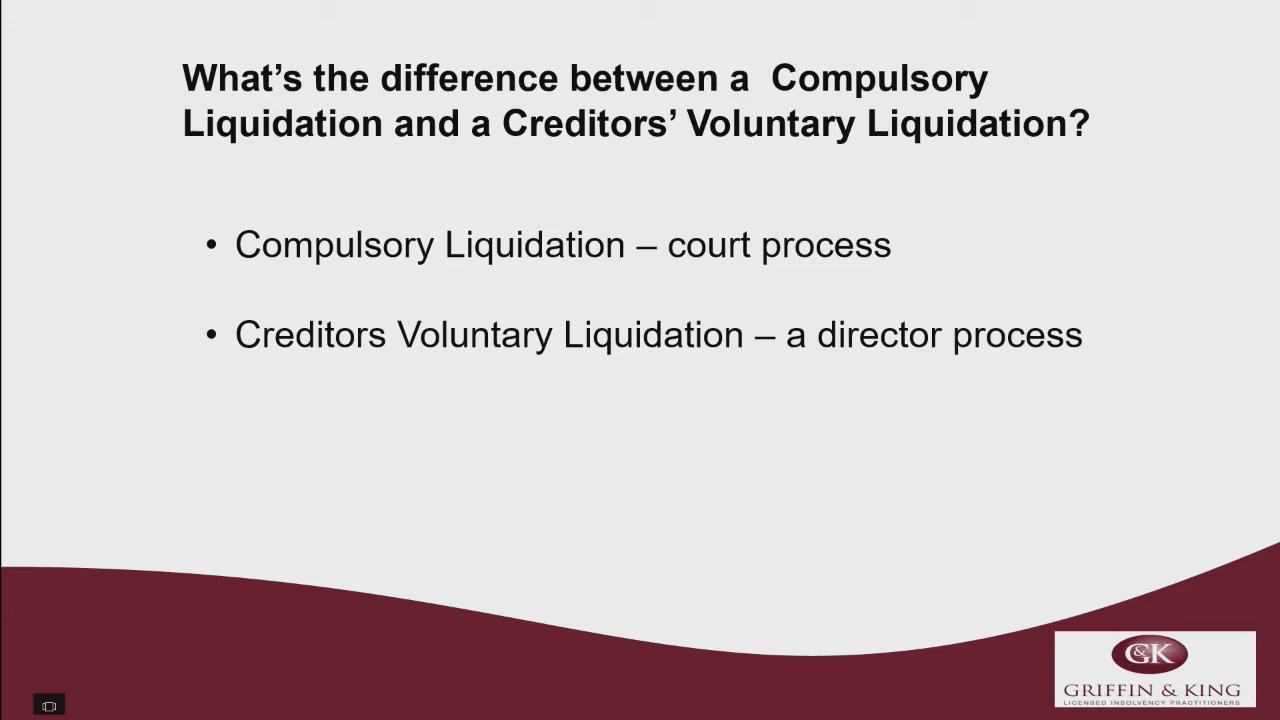 What’s the difference between a  Compulsory
Liquidation and a Creditors’ Voluntary Liquidation?
• Compulsory Liquidation – court process
• Creditors Voluntary Liquidation – a director process
G&K
GRIFFIN & KING
LICENSED INSOLVENCY PRACTITIONERS